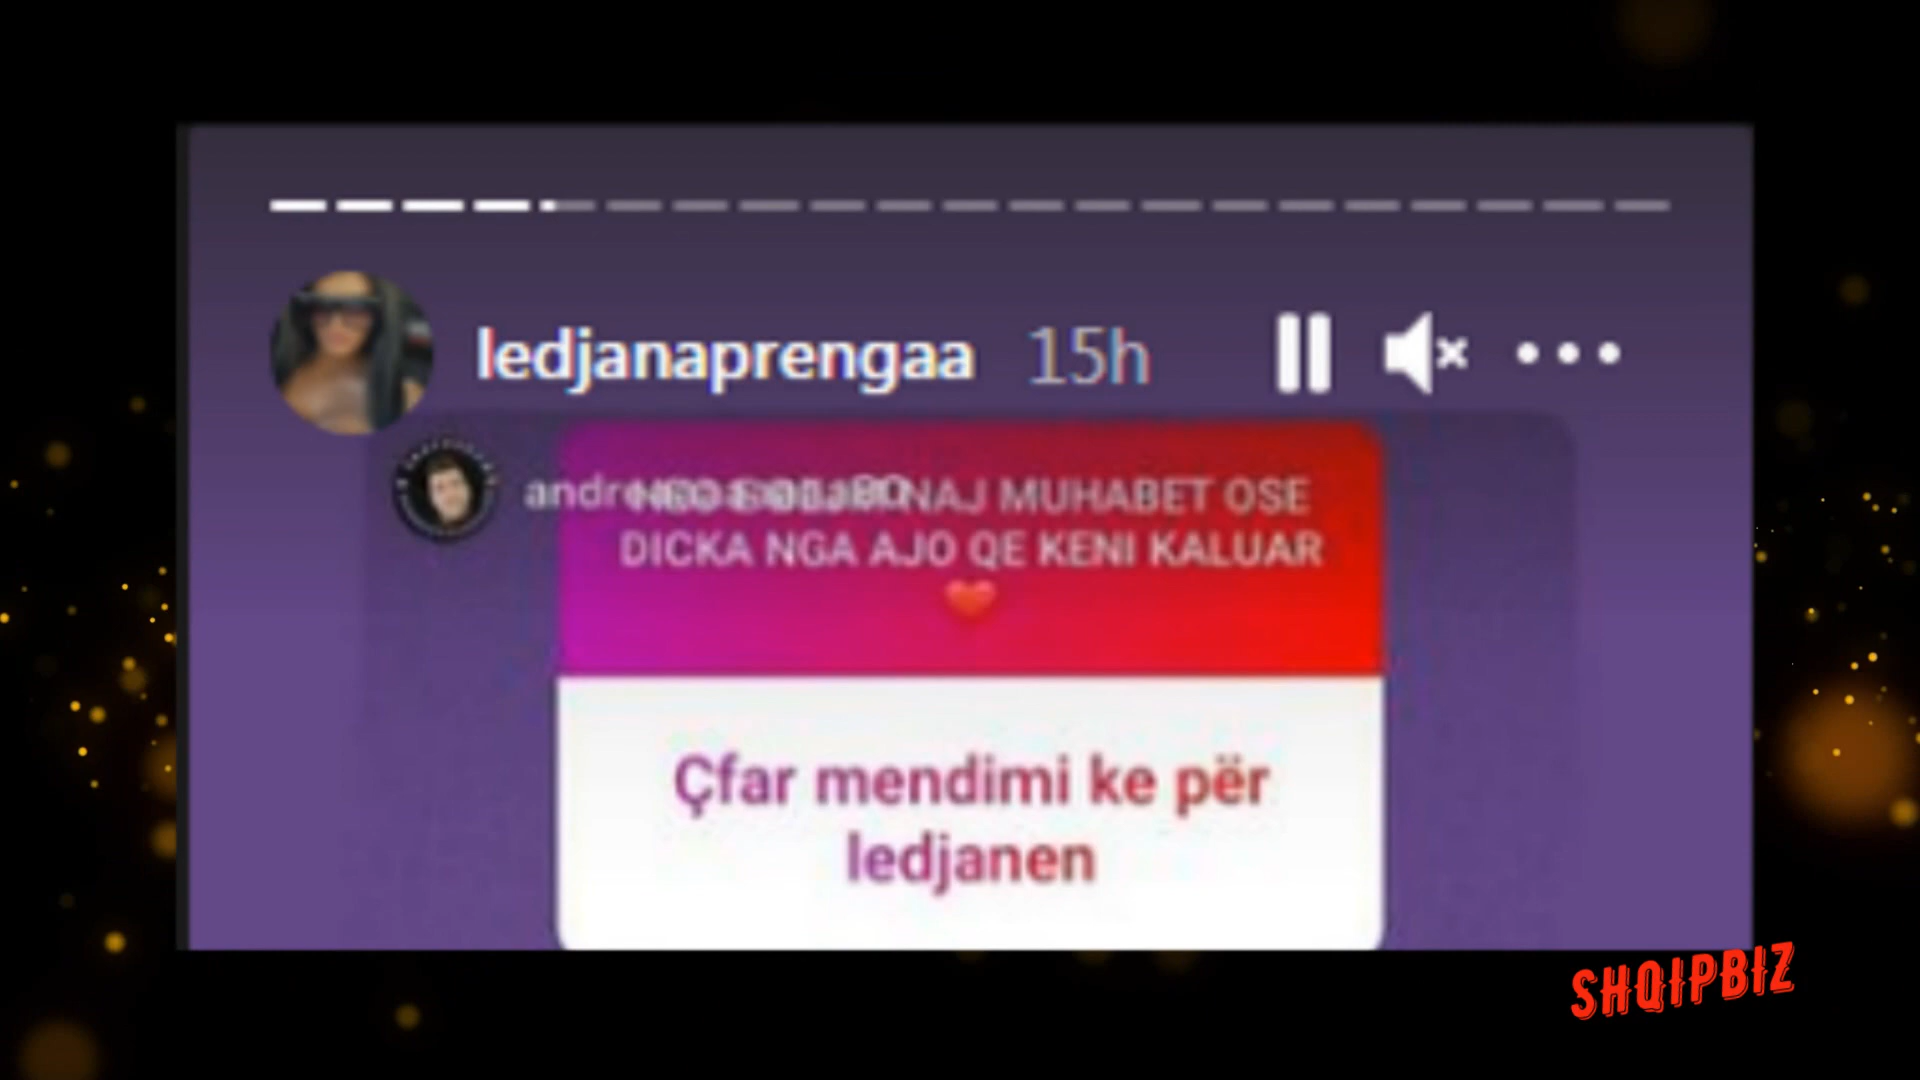 ledjanaprengaa 15h
NAJ MUHABET OSE
DICKA NGA AJO QE KENI KALUAR
❤️
Çfar mendimi ke për
ledjanen
SHQIPBIZ